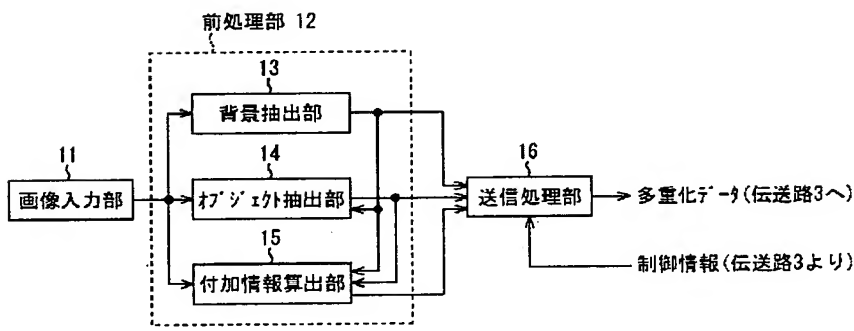 前処理部 12
13
背景抽出部
11
画像入力部
14
オブジェクト抽出部
15
付加情報算出部
16
送信処理部
多重化データ(伝送路3へ)
制御情報(伝送路3より)